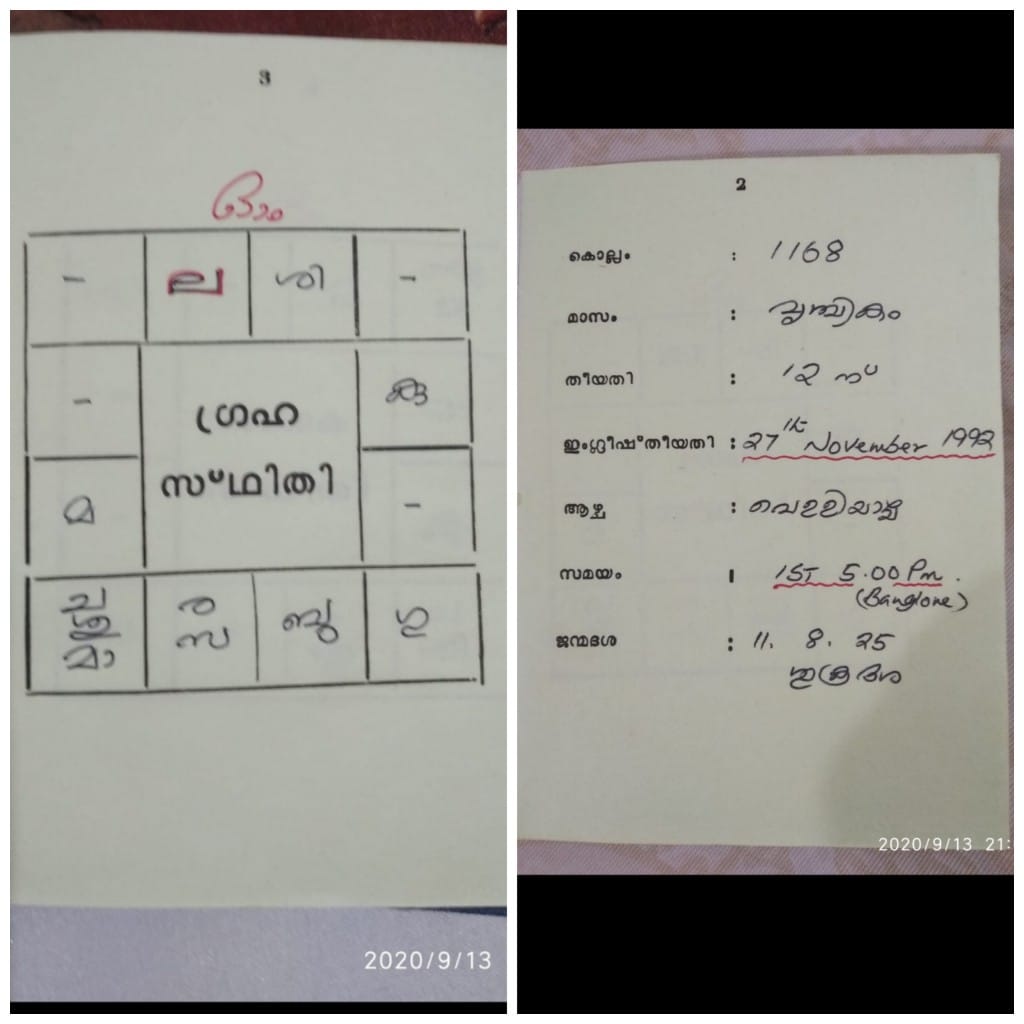 3
ഓം
- ല ശി -
- കു
ഗ്രഹ
സ്ഥിതി
മ -
ച
ശു
മാ
ര
സ
ബു
ഗു
2020/9/13
2
കൊല്ലം : 1168
മാസം : വൃശ്ചികം
തീയതി : 12 ന്
ഇംഗ്ലീഷ്തീയതി : 27th November 1992
ആഴ്ച : വെള്ളിയാഴ്ച
സമയം : IST 5.00 Pm.
(Banglore)
ജന്മദശ : 11. 8. 25
ശുക്രദശ
2020/9/13 21: